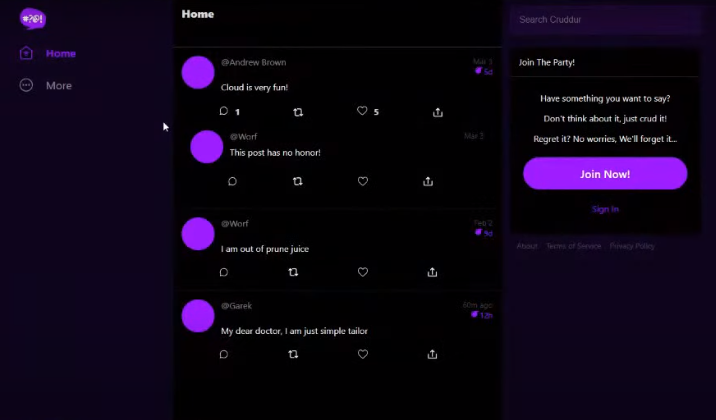 #?@!
Home
More
Home
@Andrew Brown
Mar 3
5d
Cloud is very fun!
1
5
@Worf
Mar 3
This post has no honor!
@Worf
Feb 2
9d
I am out of prune juice
@Garek
60m ago
12h
My dear doctor, I am just simple tailor
Search Cruddur
Join The Party!
Have something you want to say?
Don't think about it, just crud it!
Regret it? No worries, We'll forget it...
Join Now!
Sign In
About Terms of Service Privacy Policy